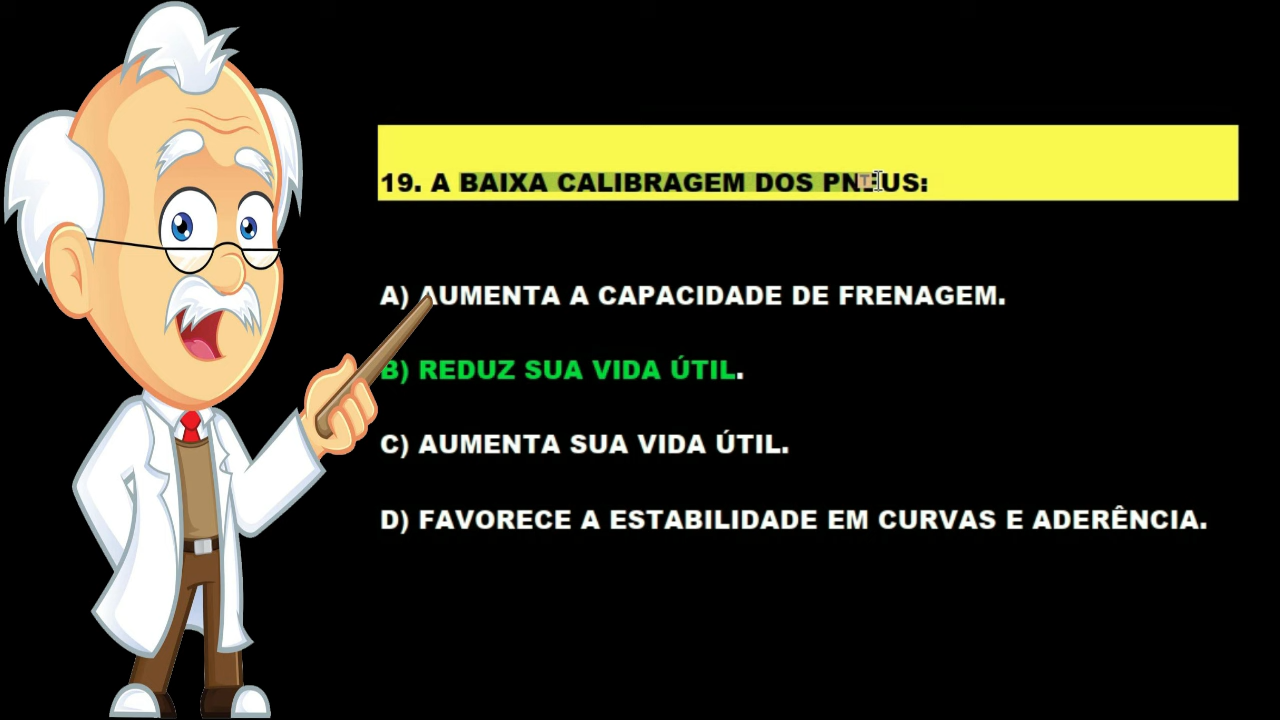 19. A BAIXA CALIBRAGEM DOS PNEUS:
A) AUMENTA A CAPACIDADE DE FRENAGEM.
B) REDUZ SUA VIDA ÚTIL.
C) AUMENTA SUA VIDA ÚTIL.
D) FAVORECE A ESTABILIDADE EM CURVAS E ADERÊNCIA.